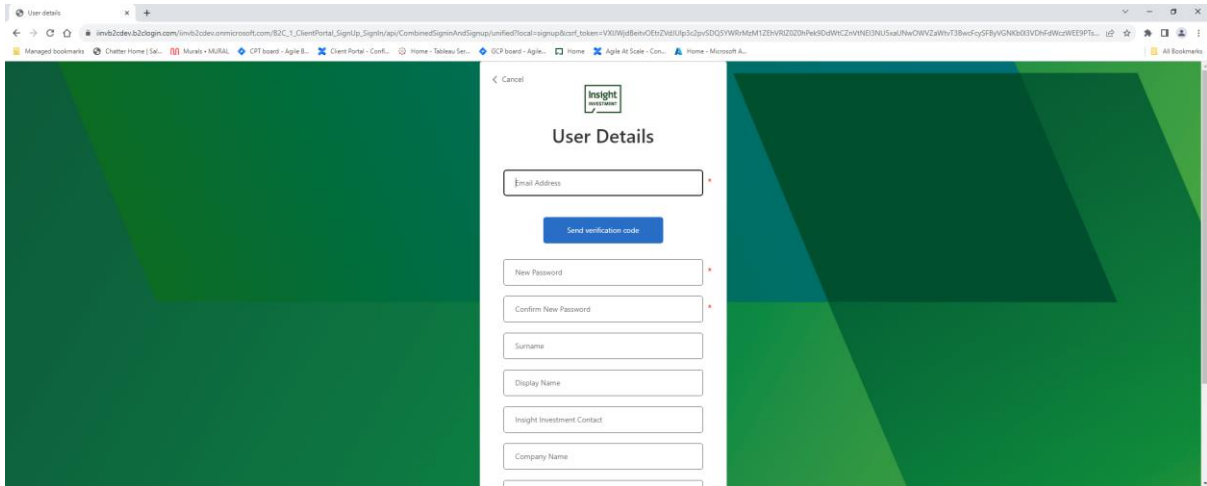 User details
iinvb2cdev.b2clogin.com/iinvb2cdev.onmicrosoft.com/B2C_1_ClientPortal_SignUp_SignIn/api/CombinedSigninAndSignup/unified?local=signup&csrf_token=
Managed bookmarks Chatter Home | Sal... Murals • MURAL CPT board - Agile B... Client Portal - Confl... Home - Tableau Ser... GCP board - Agile... Home Agile At Scale - Con... Home - Microsoft A... All Bookmarks
Cancel
Insight
INVESTMENT
User Details
Email Address *
Send verification code
New Password *
Confirm New Password *
Surname
Display Name
Insight Investment Contact
Company Name